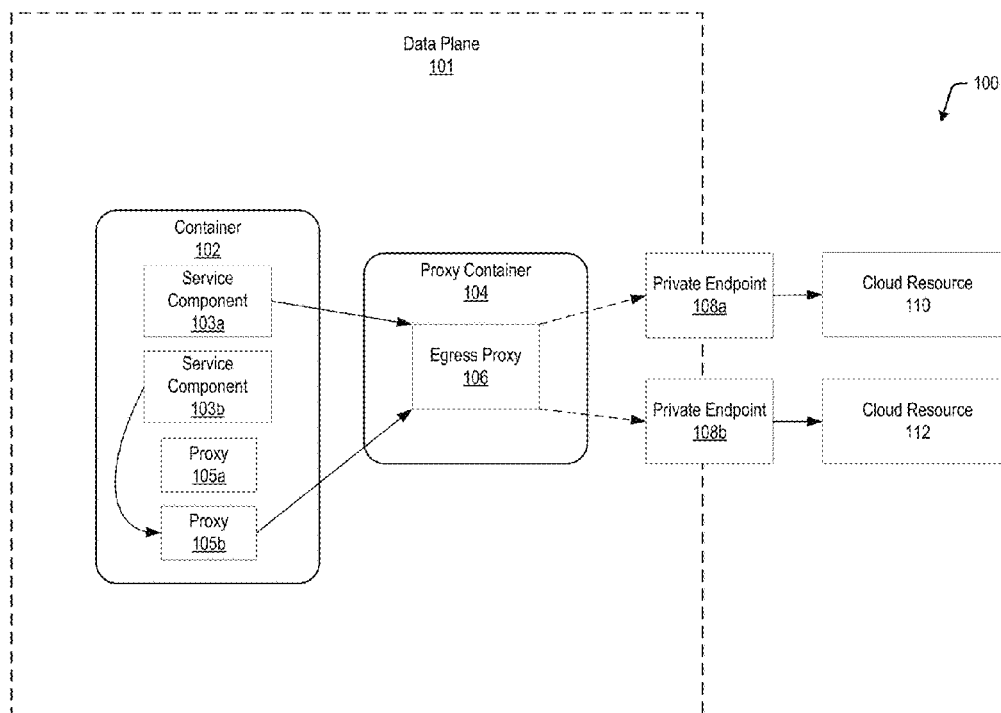 Data Plane
101
100
Container
102
Service
Component
103a
Service
Component
103b
Proxy
105a
Proxy
105b
Proxy Container
104
Egress Proxy
106
Private Endpoint
108a
Private Endpoint
108b
Cloud Resource
110
Cloud Resource
112